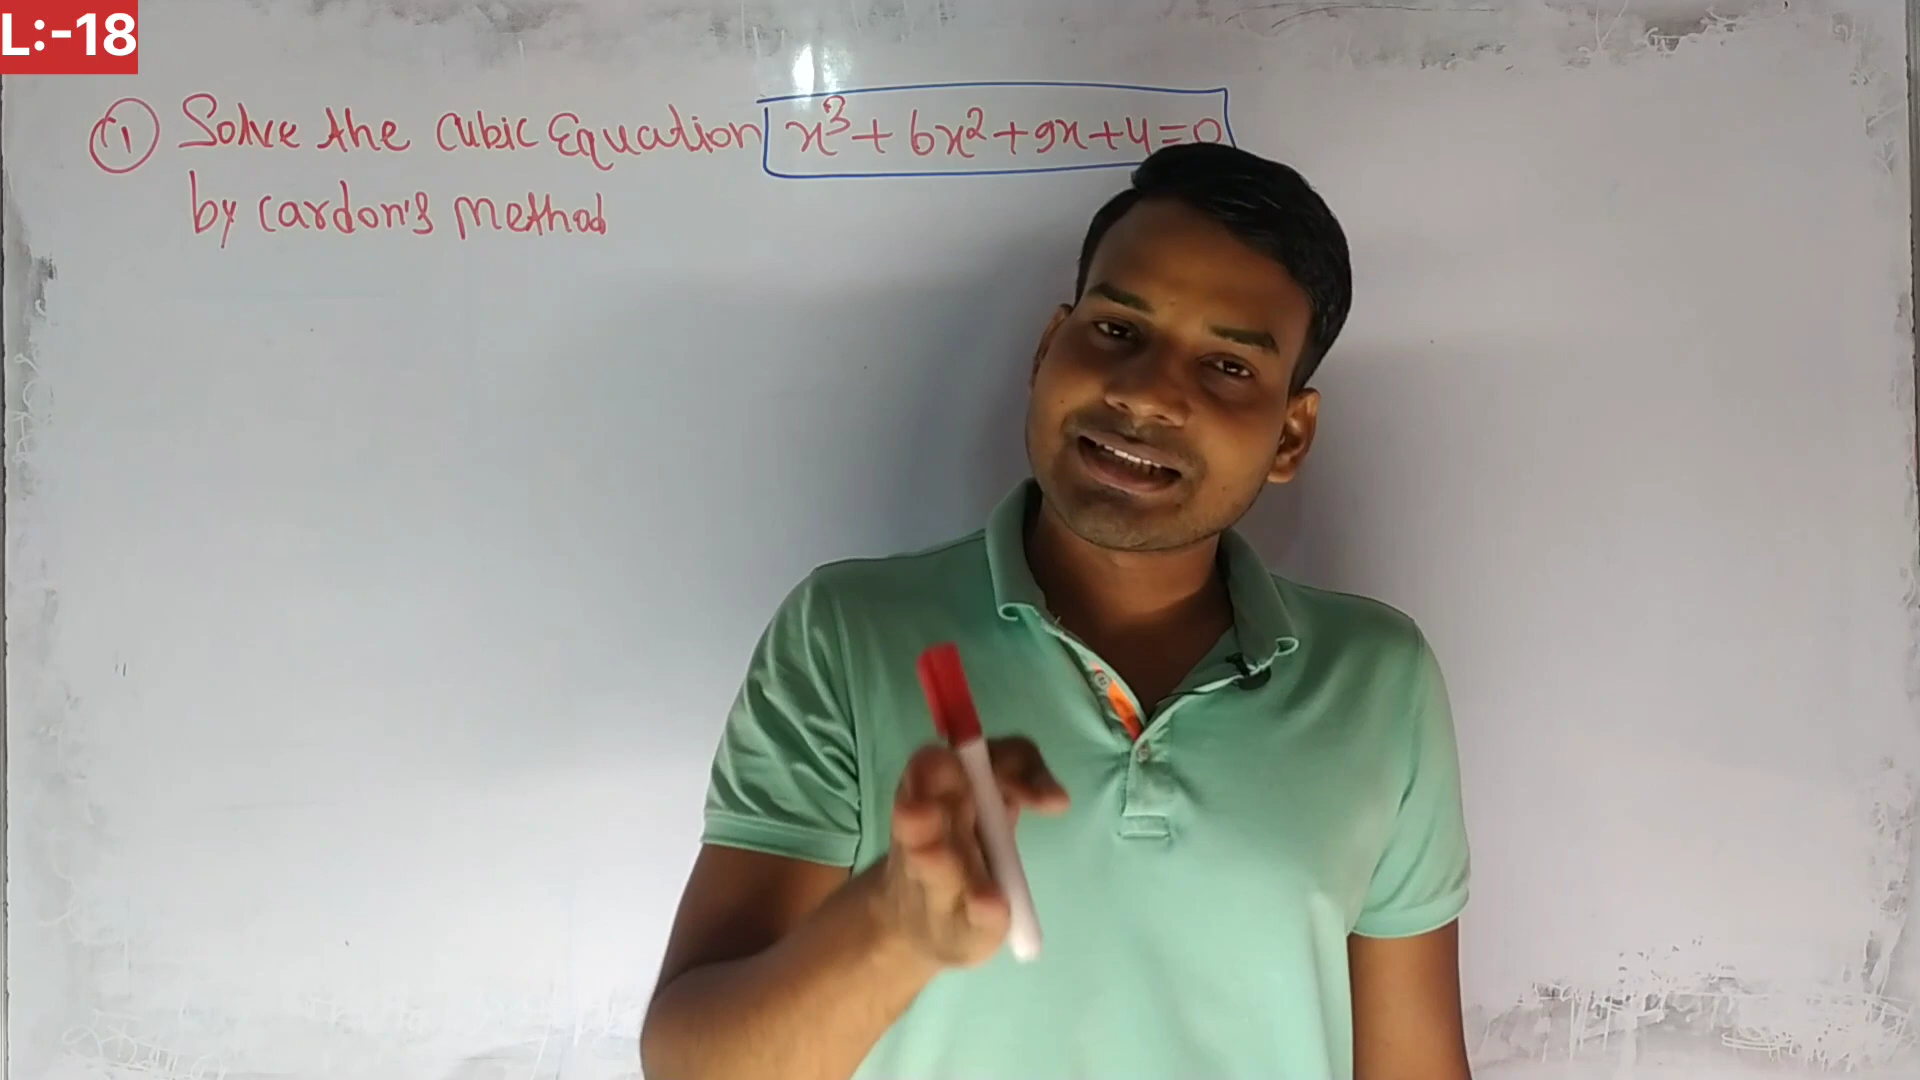 L:-18
① Solve the cubic Equation x³ + 6x² + 9x + 4 = 0
by cardon's Method